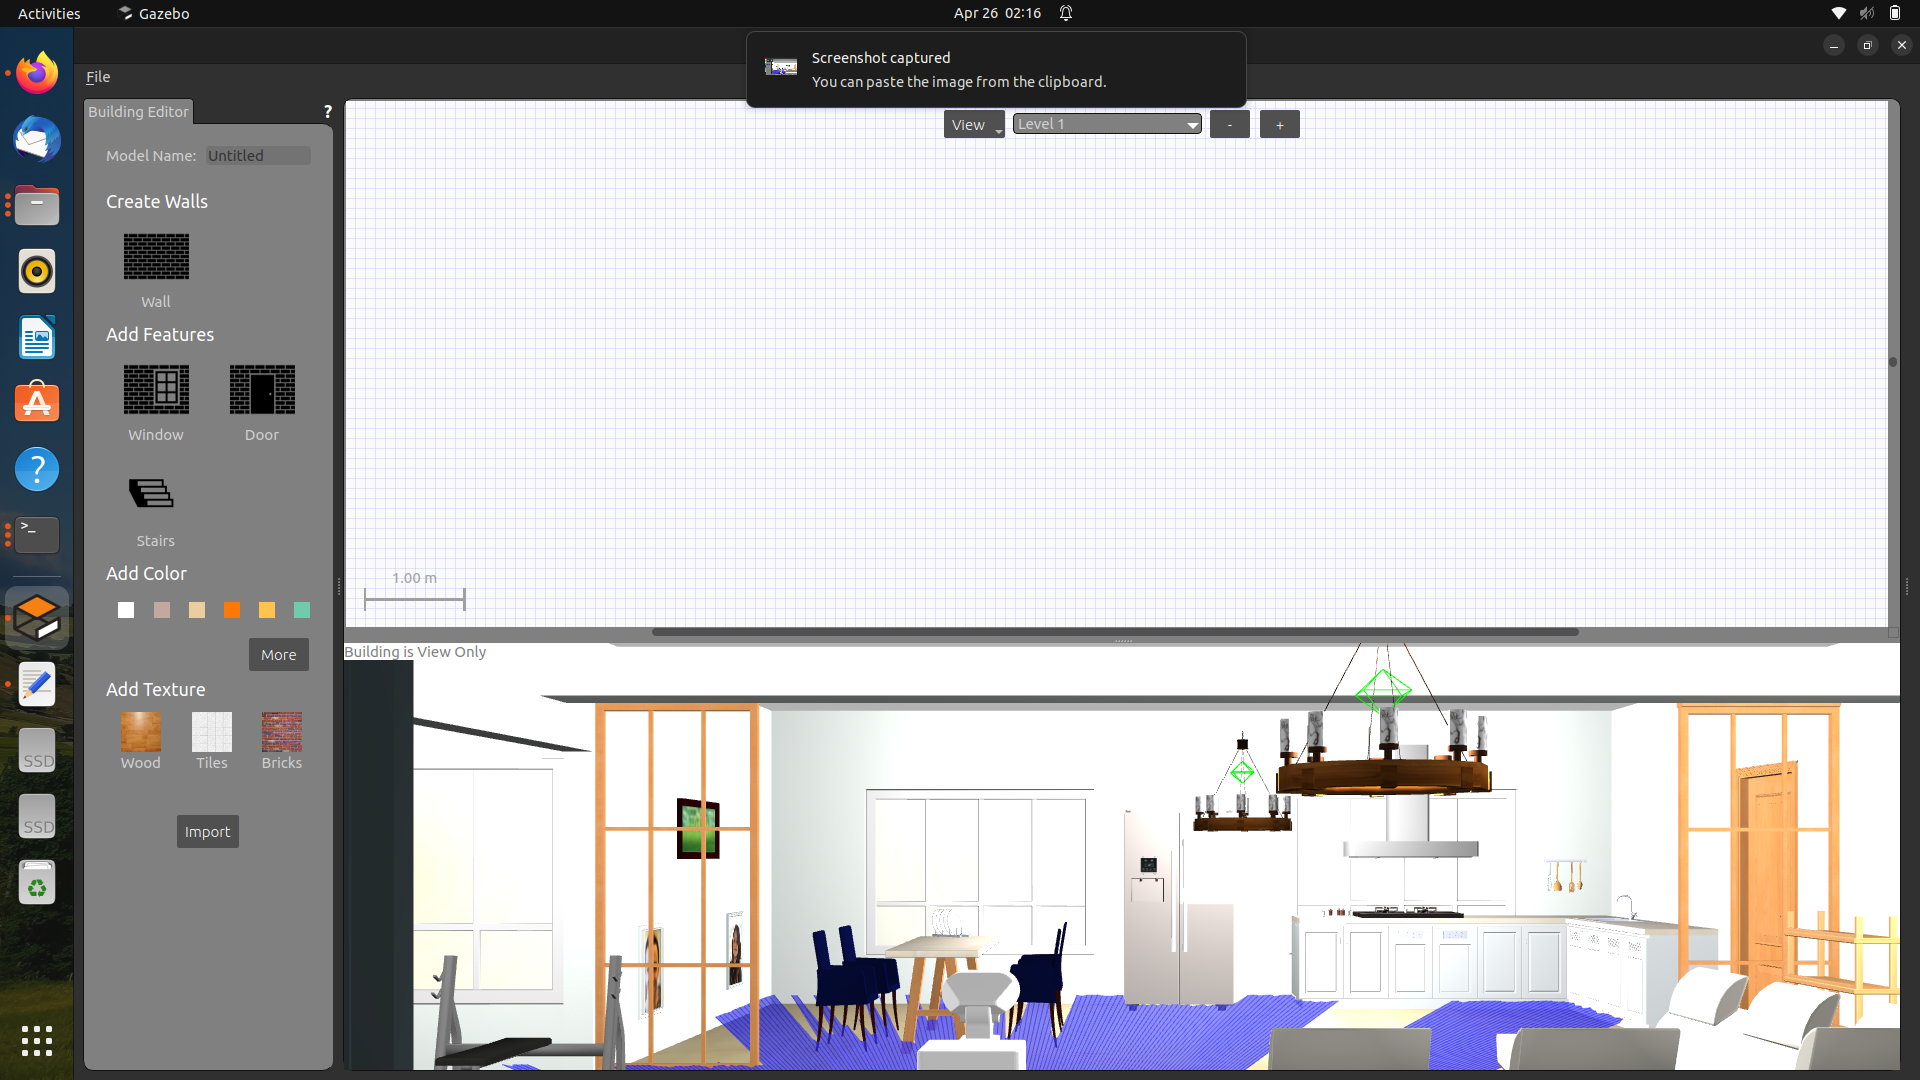 Activities
Gazebo
Apr 26 02:16
Screenshot captured
You can paste the image from the clipboard.
File
Building Editor
?
View
Level 1
-
+
Model Name:
Untitled
Create Walls
Wall
Add Features
Window
Door
Stairs
Add Color
More
Add Texture
Wood
Tiles
Bricks
Import
1.00 m
Building is View Only
>_
?
SSD
SSD